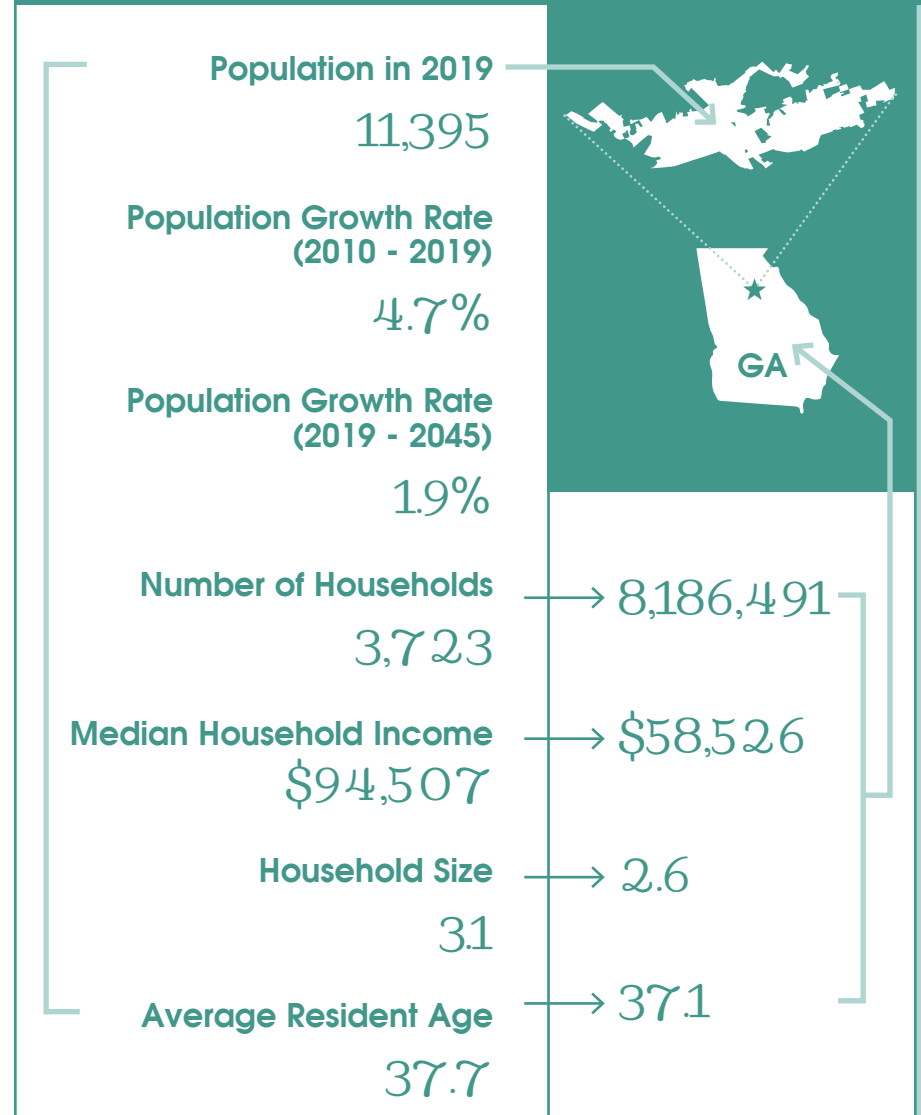 Population in 2019
11,395
Population Growth Rate
(2010 - 2019)
4.7%
Population Growth Rate
(2019 - 2045)
1.9%
Number of Households
3,723
Median Household Income
$94,507
Household Size
3.1
Average Resident Age
37.7
GA
8,186,491
$58,526
2.6
37.1